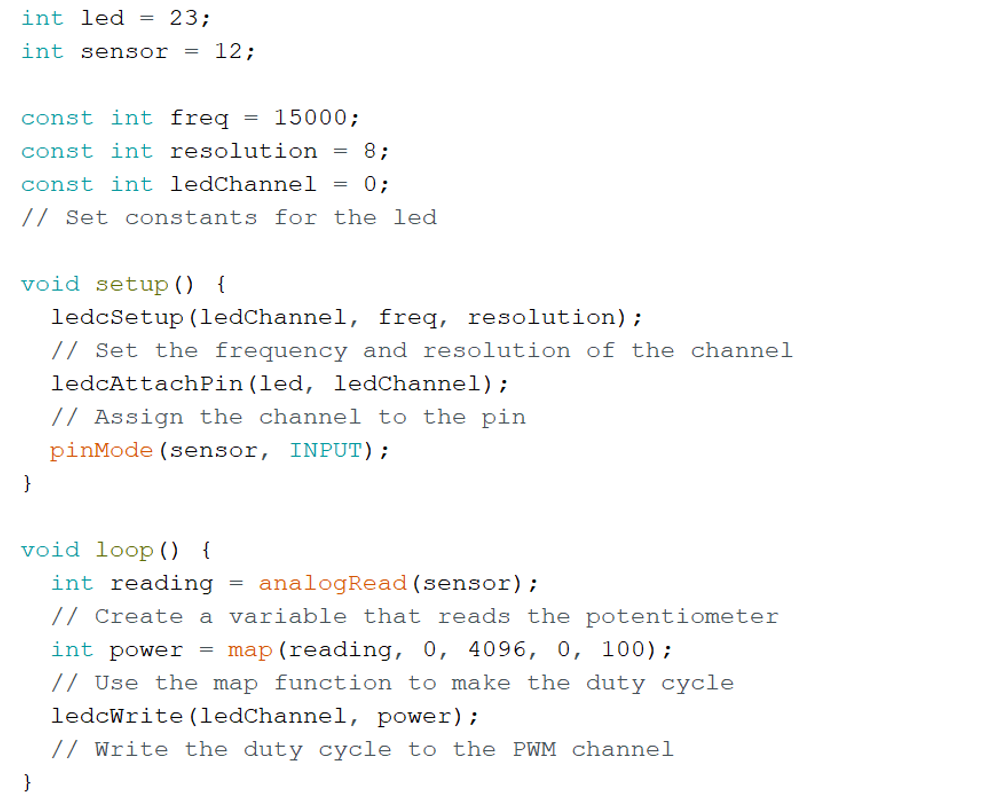 int led = 23;
int sensor = 12;
const int freq = 15000;
const int resolution = 8;
const int ledChannel = 0;
// Set constants for the led
void setup() {
ledcSetup(ledChannel, freq, resolution);
// Set the frequency and resolution of the channel
ledcAttachPin(led, ledChannel);
// Assign the channel to the pin
pinMode(sensor, INPUT);
}
void loop() {
int reading = analogRead(sensor);
// Create a variable that reads the potentiometer
int power = map(reading, 0, 4096, 0, 100);
// Use the map function to make the duty cycle
ledcWrite(ledChannel, power);
// Write the duty cycle to the PWM channel
}